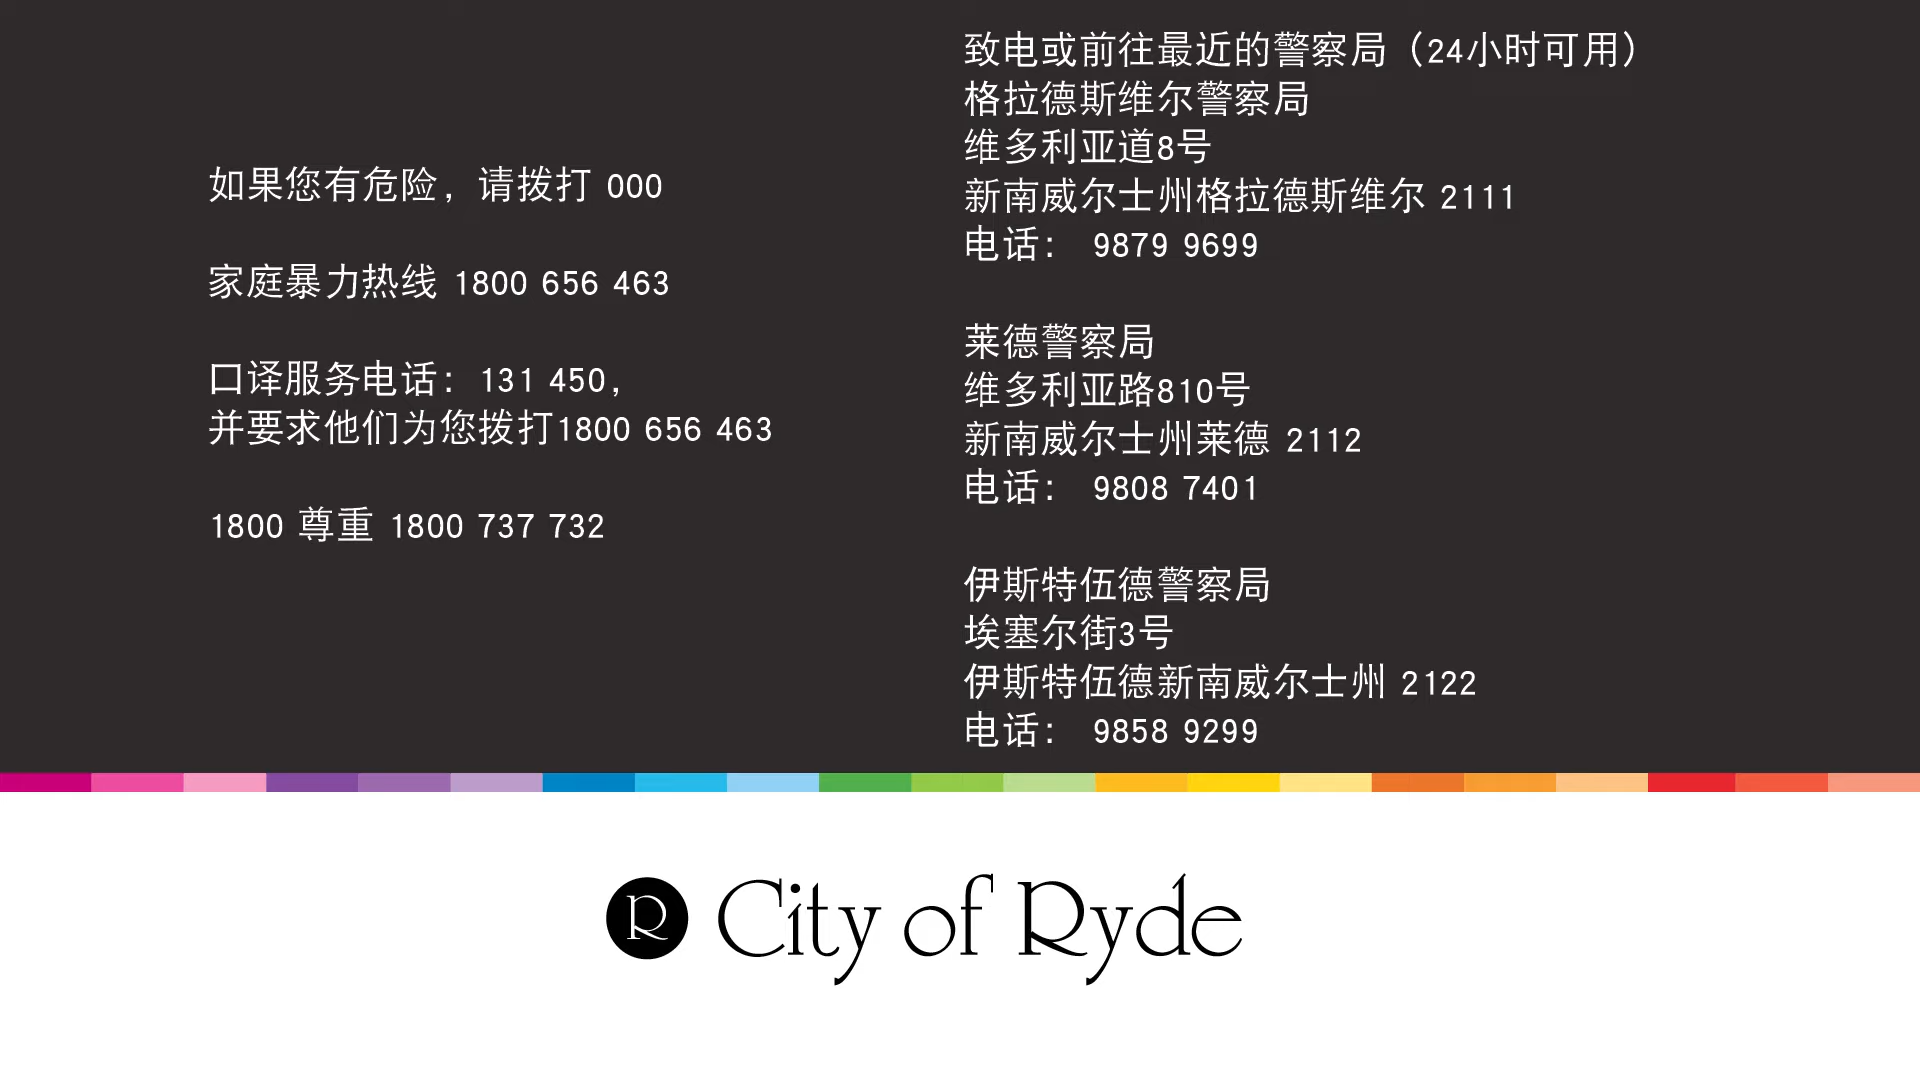 如果您有危险，请拨打 000
家庭暴力热线 1800 656 463
口译服务电话：131 450，
并要求他们为您拨打1800 656 463
1800 尊重 1800 737 732
致电或前往最近的警察局（24小时可用）
格拉德斯维尔警察局
维多利亚道8号
新南威尔士州格拉德斯维尔 2111
电话： 9879 9699
莱德警察局
维多利亚路810号
新南威尔士州莱德 2112
电话： 9808 7401
伊斯特伍德警察局
埃塞尔街3号
伊斯特伍德新南威尔士州 2122
电话： 9858 9299
R City of Ryde